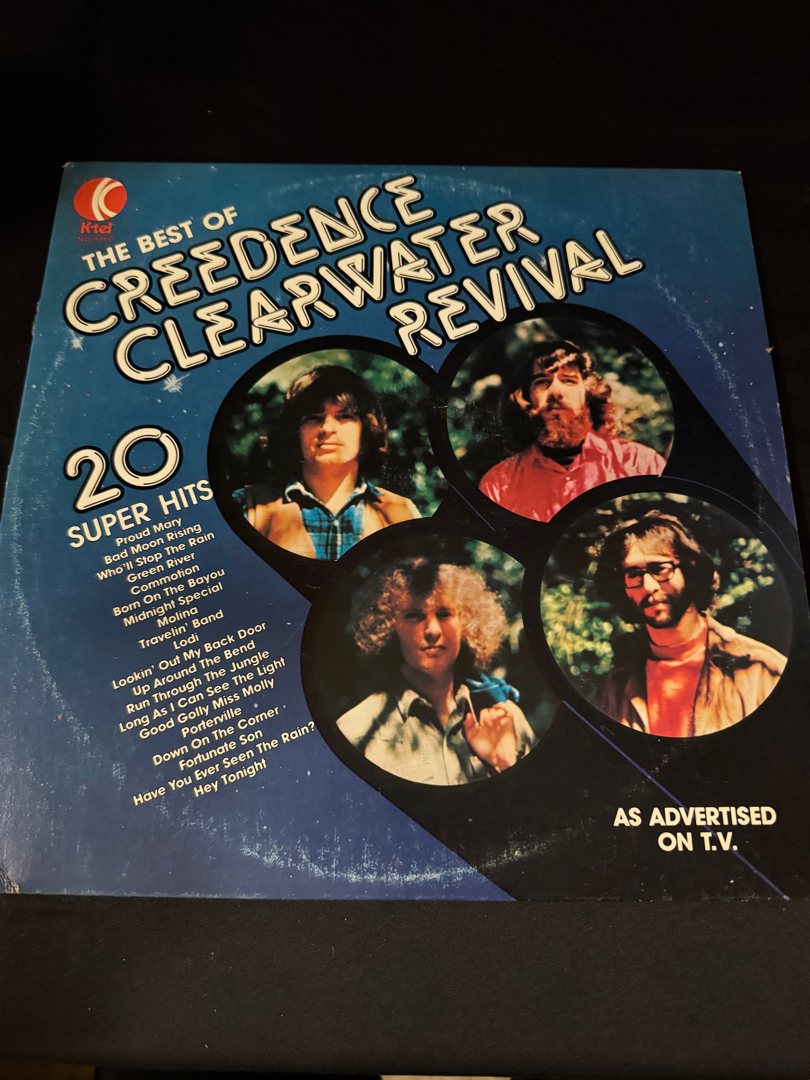 K-tel
THE BEST OF
CREEDENCE
CLEARWATER
REVIVAL
20
SUPER HITS
Proud Mary
Bad Moon Rising
Who'll Stop The Rain
Green River
Commotion
Born On The Bayou
Midnight Special
Molina
Travelin' Band
Lodi
Lookin' Out My Back Door
Up Around The Bend
Run Through The Jungle
Long As I Can See The Light
Good Golly Miss Molly
Porterville
Down On The Corner
Fortunate Son
Have You Ever Seen The Rain?
Hey Tonight
AS ADVERTISED
ON T.V.